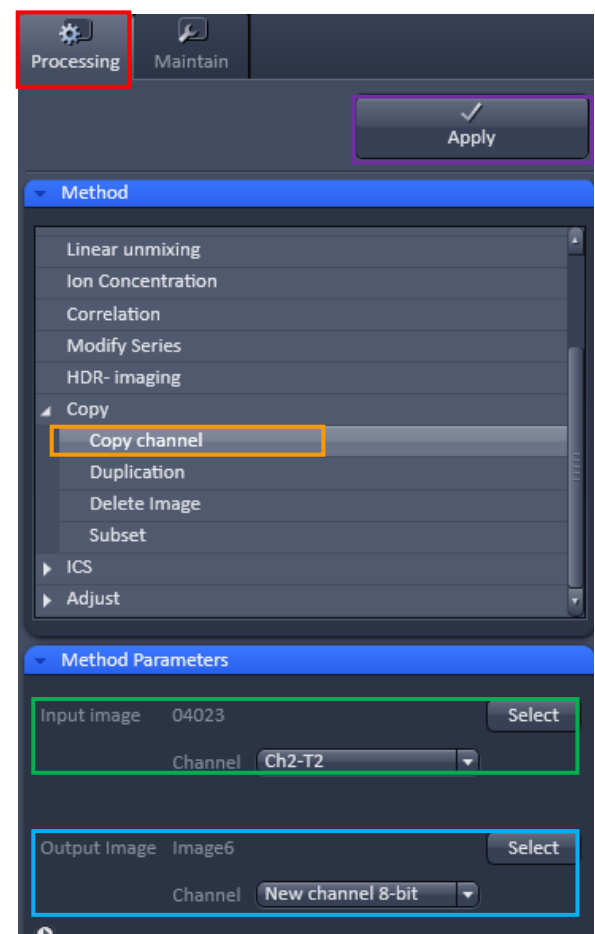 Processing Maintain
Apply
Method
Linear unmixing
Ion Concentration
Correlation
Modify Series
HDR- imaging
Copy
Copy channel
Duplication
Delete Image
Subset
ICS
Adjust
Method Parameters
Input image 04023 Select
Channel Ch2-T2
Output Image Image6 Select
Channel New channel 8-bit